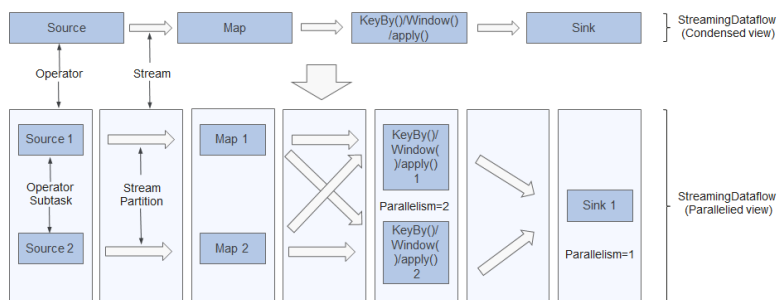 Source
Map
KeyBy()/Window()
/apply()
Sink
StreamingDataflow
(Condensed view)
Operator
Stream
Source 1
Map 1
KeyBy()/
Window(
)/apply()
1
Operator
Subtask
Stream
Partition
Parallelism=2
Sink 1
StreamingDataflow
(Parallelied view)
Source 2
Map 2
KeyBy()/
Window(
)/apply()
2
Parallelism=1